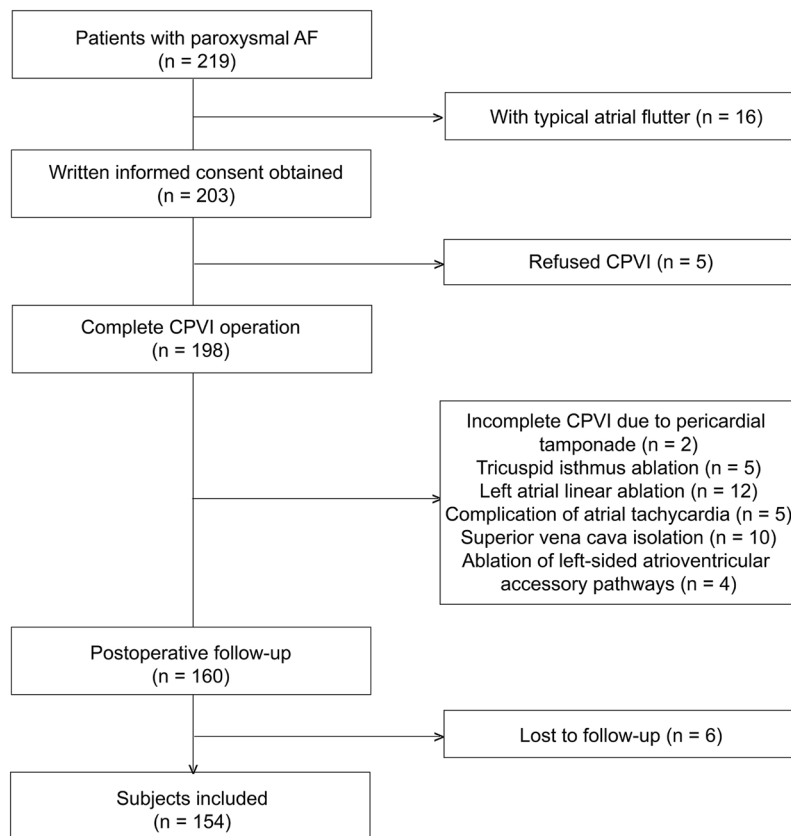 Patients with paroxysmal AF
(n = 219)
With typical atrial flutter (n = 16)
Written informed consent obtained
(n = 203)
Refused CPVI (n = 5)
Complete CPVI operation
(n = 198)
Incomplete CPVI due to pericardial
tamponade (n = 2)
Tricuspid isthmus ablation (n = 5)
Left atrial linear ablation (n = 12)
Complication of atrial tachycardia (n = 5)
Superior vena cava isolation (n = 10)
Ablation of left-sided atrioventricular
accessory pathways (n = 4)
Postoperative follow-up
(n = 160)
Lost to follow-up (n = 6)
Subjects included
(n = 154)